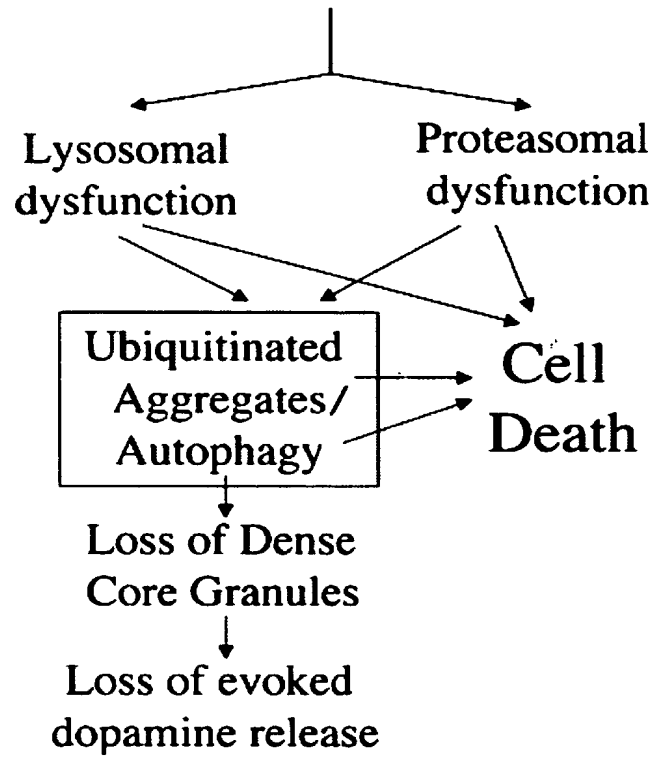 Lysosomal
dysfunction
Proteasomal
dysfunction
Ubiquitinated
Aggregates/
Autophagy
Cell
Death
Loss of Dense
Core Granules
Loss of evoked
dopamine release